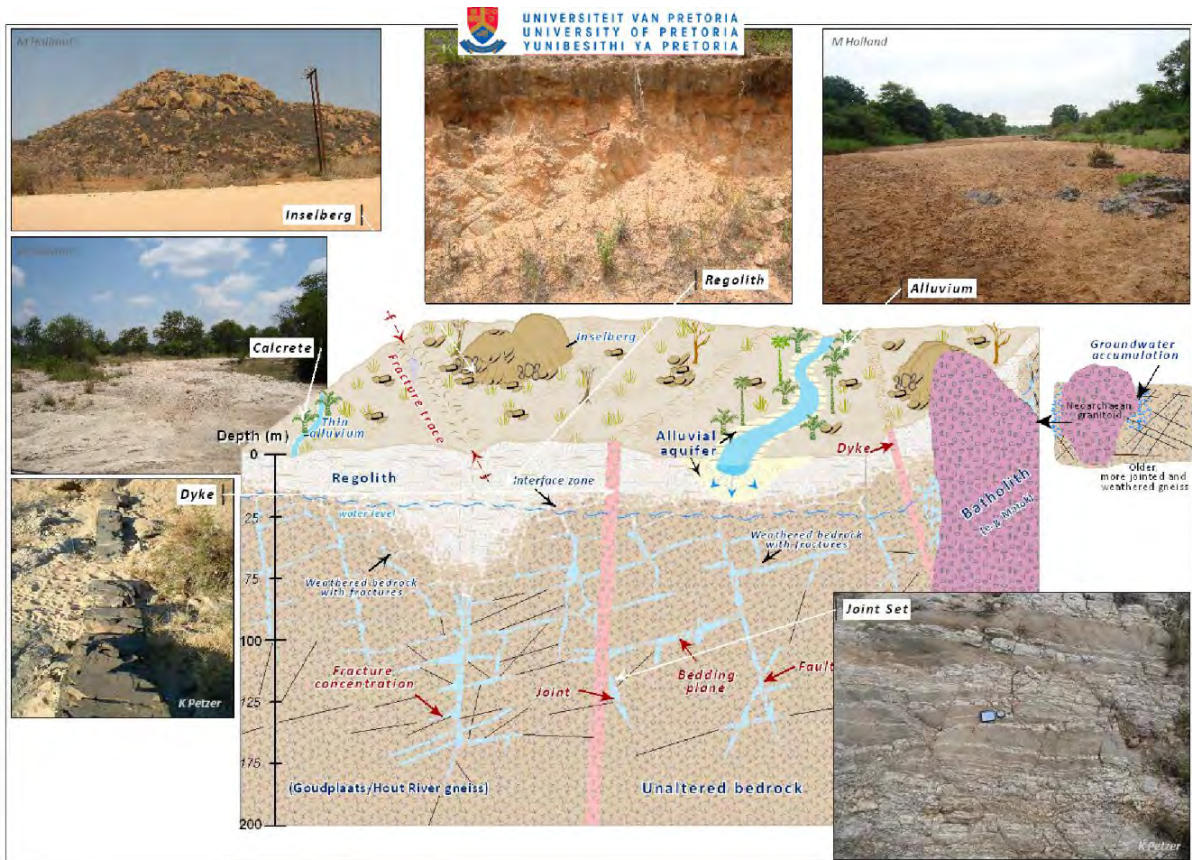 UNIVERSITEIT VAN PRETORIA
UNIVERSITY OF PRETORIA
YUNIBESITHI YA PRETORIA
M Holland
Inselberg
Regolith
M Holland
Alluvium
Calcrete
Inselberg
Fracture trace
Thin
alluvium
Depth (m)
0
25
75
100
125
175
200
Regolith
Interface zone
water level
Alluvial
aquifer
Dyke
Groundwater
accumulation
Neoarchaean
granitoid
Older,
more jointed and
weathered gneiss
Batholith
Dyke
K Petzer
Weathered bedrock
with fractures
Weathered bedrock
with fractures
Fracture
concentration
Joint
Bedding
plane
Fault
Joint Set
K Petzer
(Goudplaats/Hout River gneiss)
Unaltered bedrock